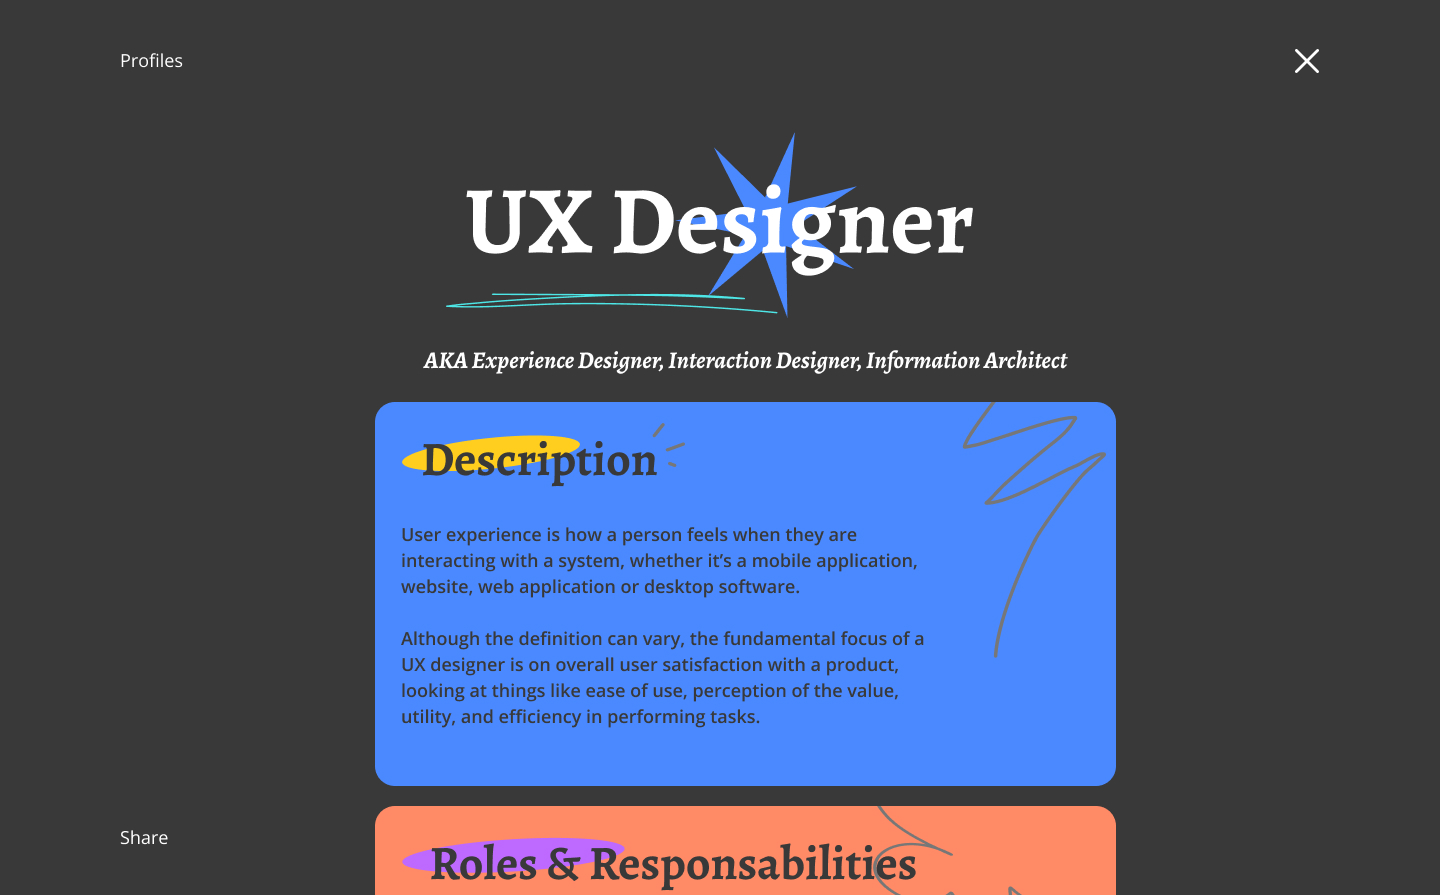 Profiles
UX Designer
AKA Experience Designer, Interaction Designer, Information Architect
Description
User experience is how a person feels when they are
interacting with a system, whether it’s a mobile application,
website, web application or desktop software.
Although the definition can vary, the fundamental focus of a
UX designer is on overall user satisfaction with a product,
looking at things like ease of use, perception of the value,
utility, and efficiency in performing tasks.
Share
Roles & Responsabilities